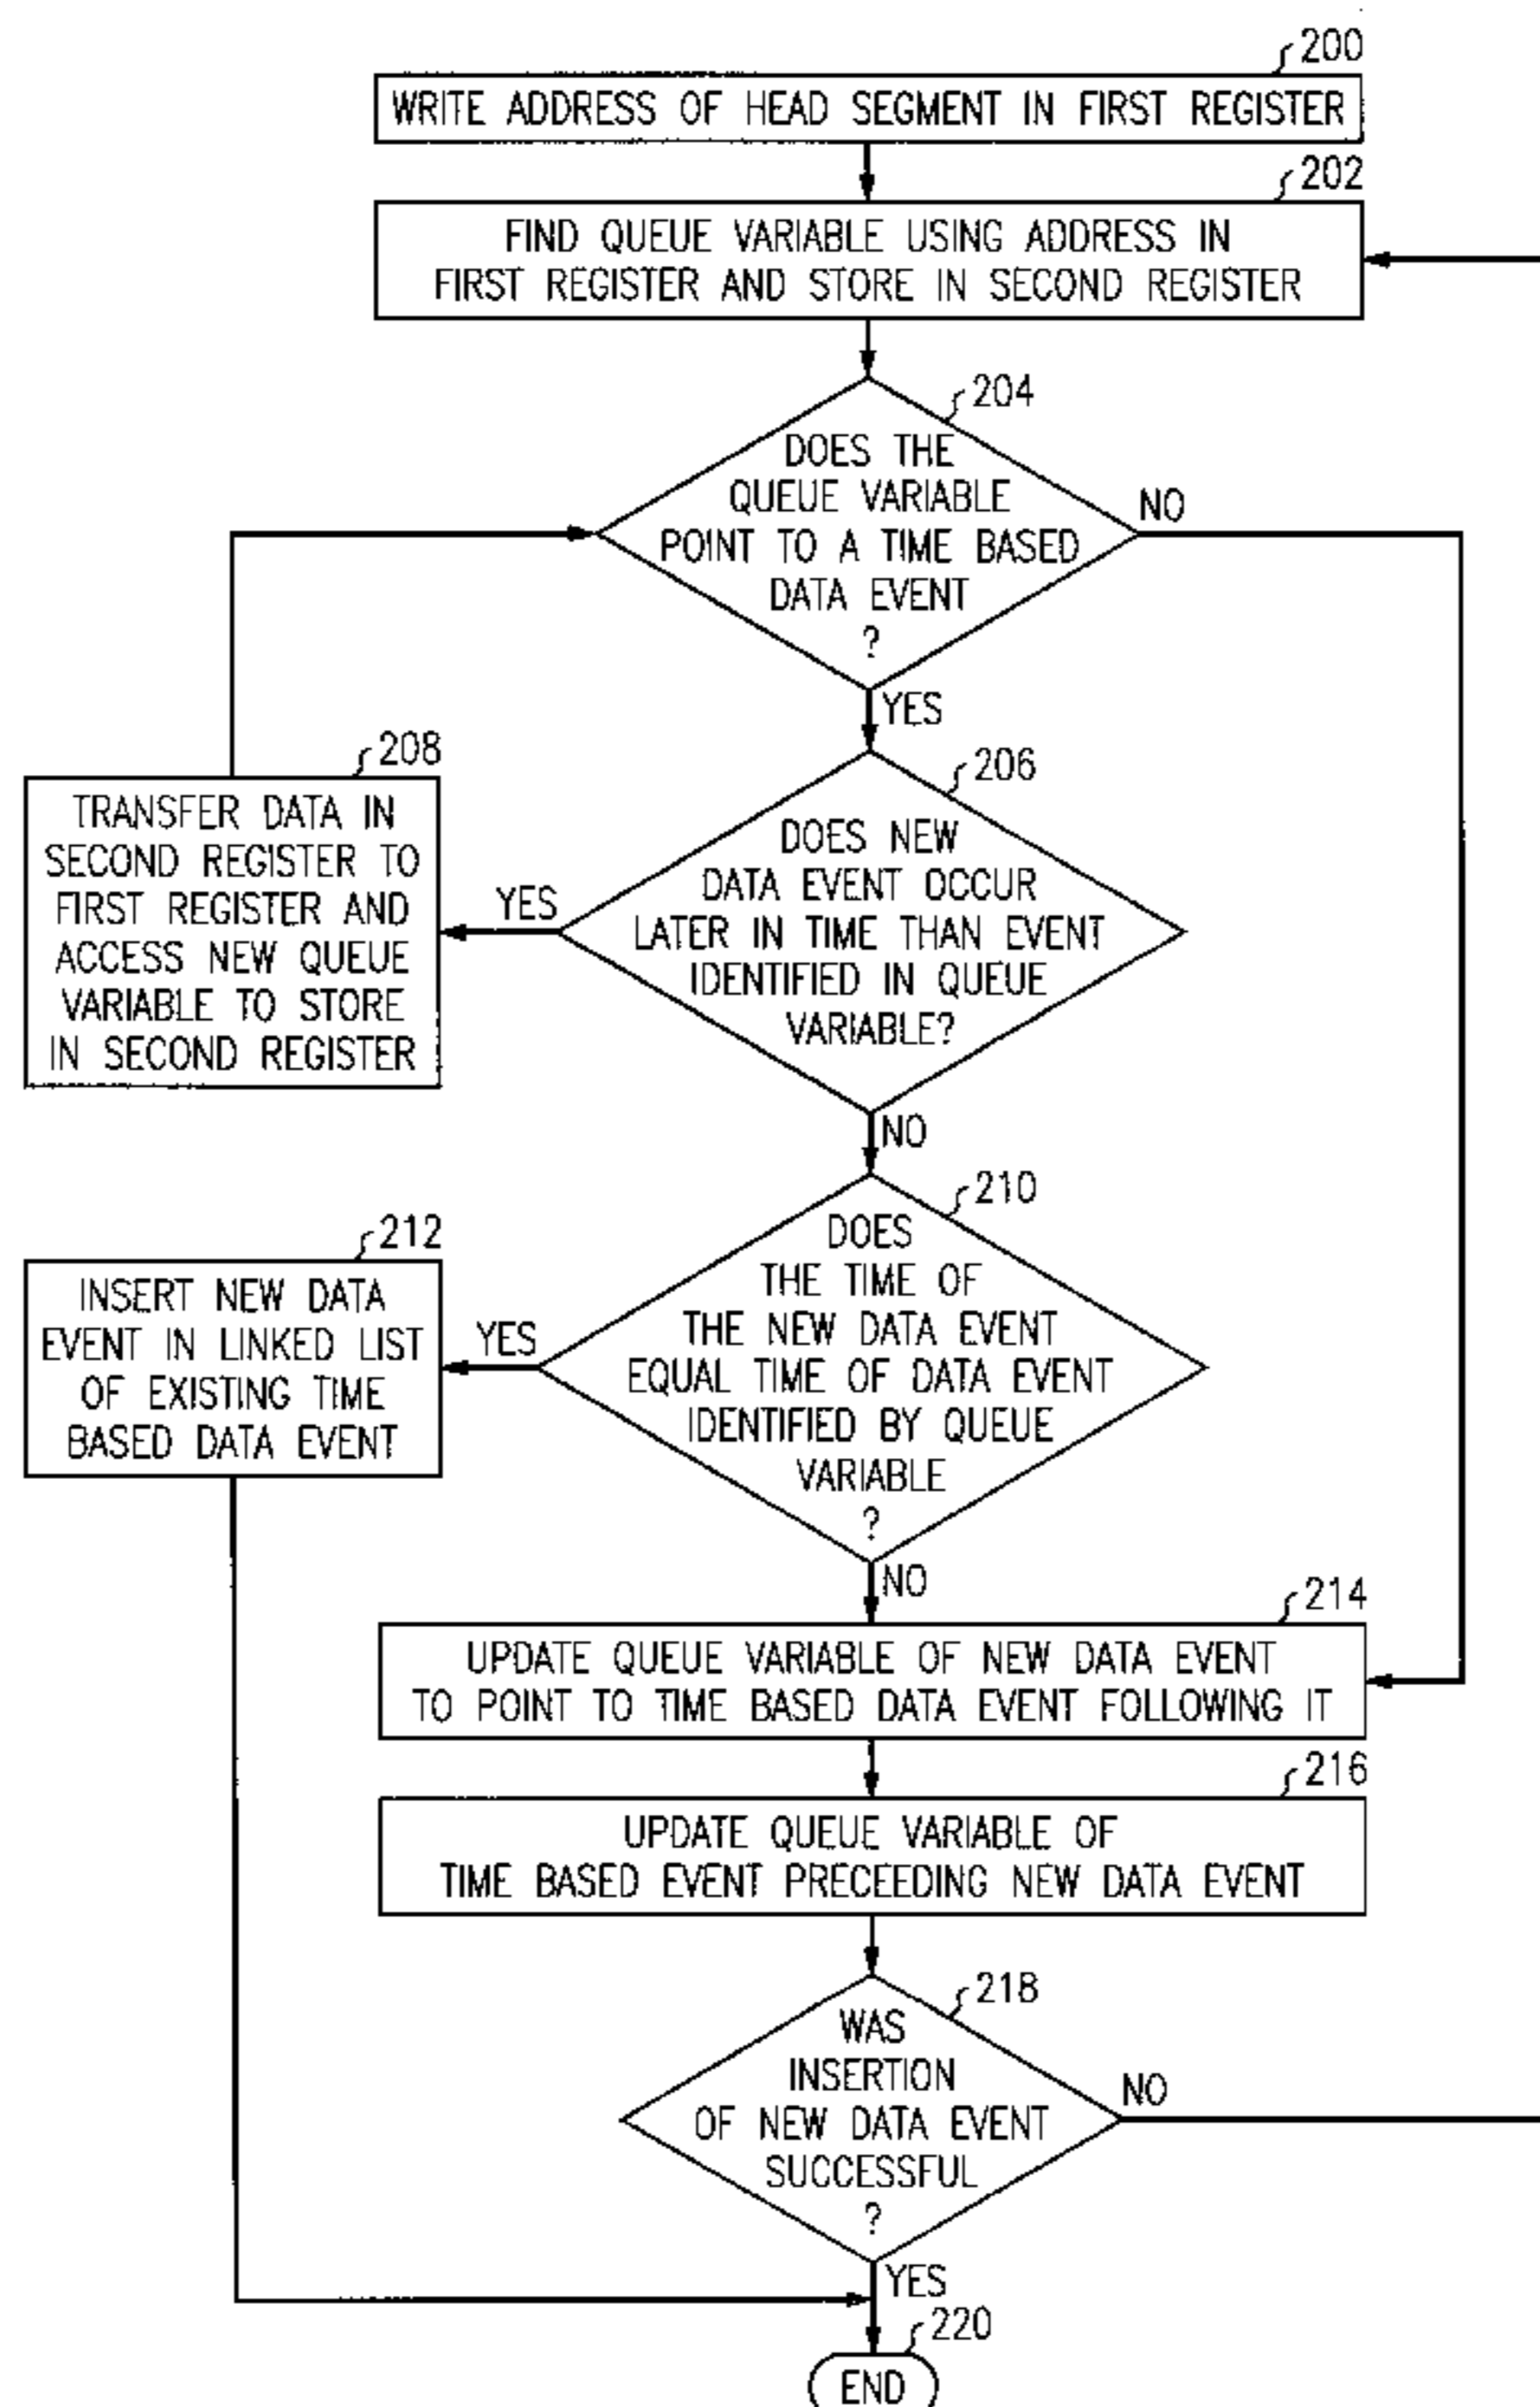 200
WRITE ADDRESS OF HEAD SEGMENT IN FIRST REGISTER
202
FIND QUEUE VARIABLE USING ADDRESS IN
FIRST REGISTER AND STORE IN SECOND REGISTER
204
DOES THE
QUEUE VARIABLE
POINT TO A TIME BASED
DATA EVENT
?
NO
YES
208
TRANSFER DATA IN
SECOND REGISTER TO
FIRST REGISTER AND
ACCESS NEW QUEUE
VARIABLE TO STORE
IN SECOND REGISTER
YES
206
DOES NEW
DATA EVENT OCCUR
LATER IN TIME THAN EVENT
IDENTIFIED IN QUEUE
VARIABLE?
NO
212
INSERT NEW DATA
EVENT IN LINKED LIST
OF EXISTING TIME
BASED DATA EVENT
YES
210
DOES
THE TIME OF
THE NEW DATA EVENT
EQUAL TIME OF DATA EVENT
IDENTIFIED BY QUEUE
VARIABLE
?
NO
214
UPDATE QUEUE VARIABLE OF NEW DATA EVENT
TO POINT TO TIME BASED DATA EVENT FOLLOWING IT
216
UPDATE QUEUE VARIABLE OF
TIME BASED EVENT PRECEEDING NEW DATA EVENT
218
WAS
INSERTION
OF NEW DATA EVENT
SUCCESSFUL
?
NO
YES
220
END